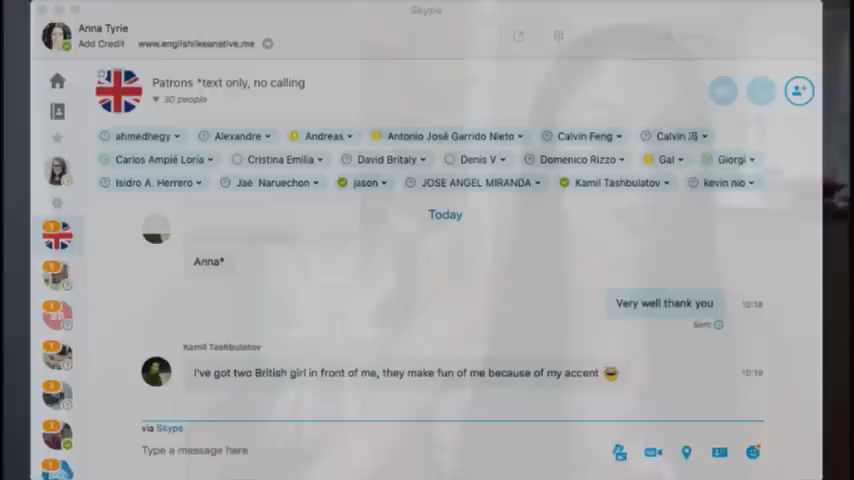 Skype
Anna Tyrie
Add Credit www.englishlikeanative.me
Patrons *text only, no calling
30 people
ahmedhegy Alexandre Andreas Antonio José Garrido Nieto Calvin Feng Calvin 冯
Carlos Ampié Loría Cristina Emilia David Britaly Denis V Domenico Rizzo Gal Giorgi
Isidro A. Herrero Jae Naruechon jason JOSE ANGEL MIRANDA Kamil Tashbulatov kevin nio
Today
Anna*
Very well thank you 10:19
Sent
Kamil Tashbulatov
I've got two British girl in front of me, they make fun of me because of my accent 10:19
via Skype
Type a message here